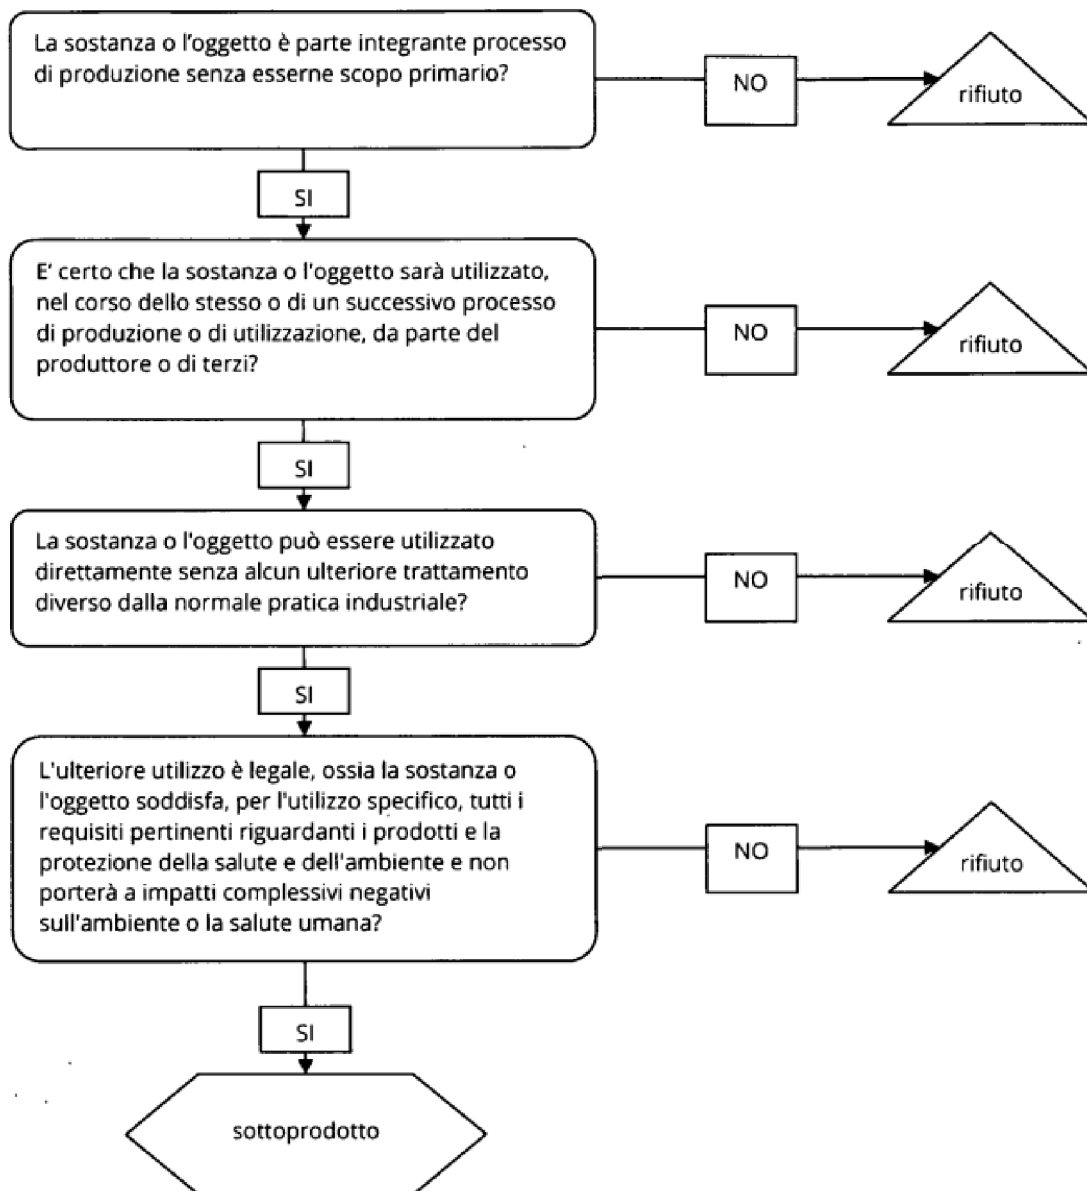 La sostanza o l'oggetto è parte integrante processo
di produzione senza esserne scopo primario?
NO
rifiuto
SI
E' certo che la sostanza o l'oggetto sarà utilizzato,
nel corso dello stesso o di un successivo processo
di produzione o di utilizzazione, da parte del
produttore o di terzi?
NO
rifiuto
SI
La sostanza o l'oggetto può essere utilizzato
direttamente senza alcun ulteriore trattamento
diverso dalla normale pratica industriale?
NO
rifiuto
SI
L'ulteriore utilizzo è legale, ossia la sostanza o
l'oggetto soddisfa, per l'utilizzo specifico, tutti i
requisiti pertinenti riguardanti i prodotti e la
protezione della salute e dell'ambiente e non
porterà a impatti complessivi negativi
sull'ambiente o la salute umana?
NO
rifiuto
SI
sottoprodotto